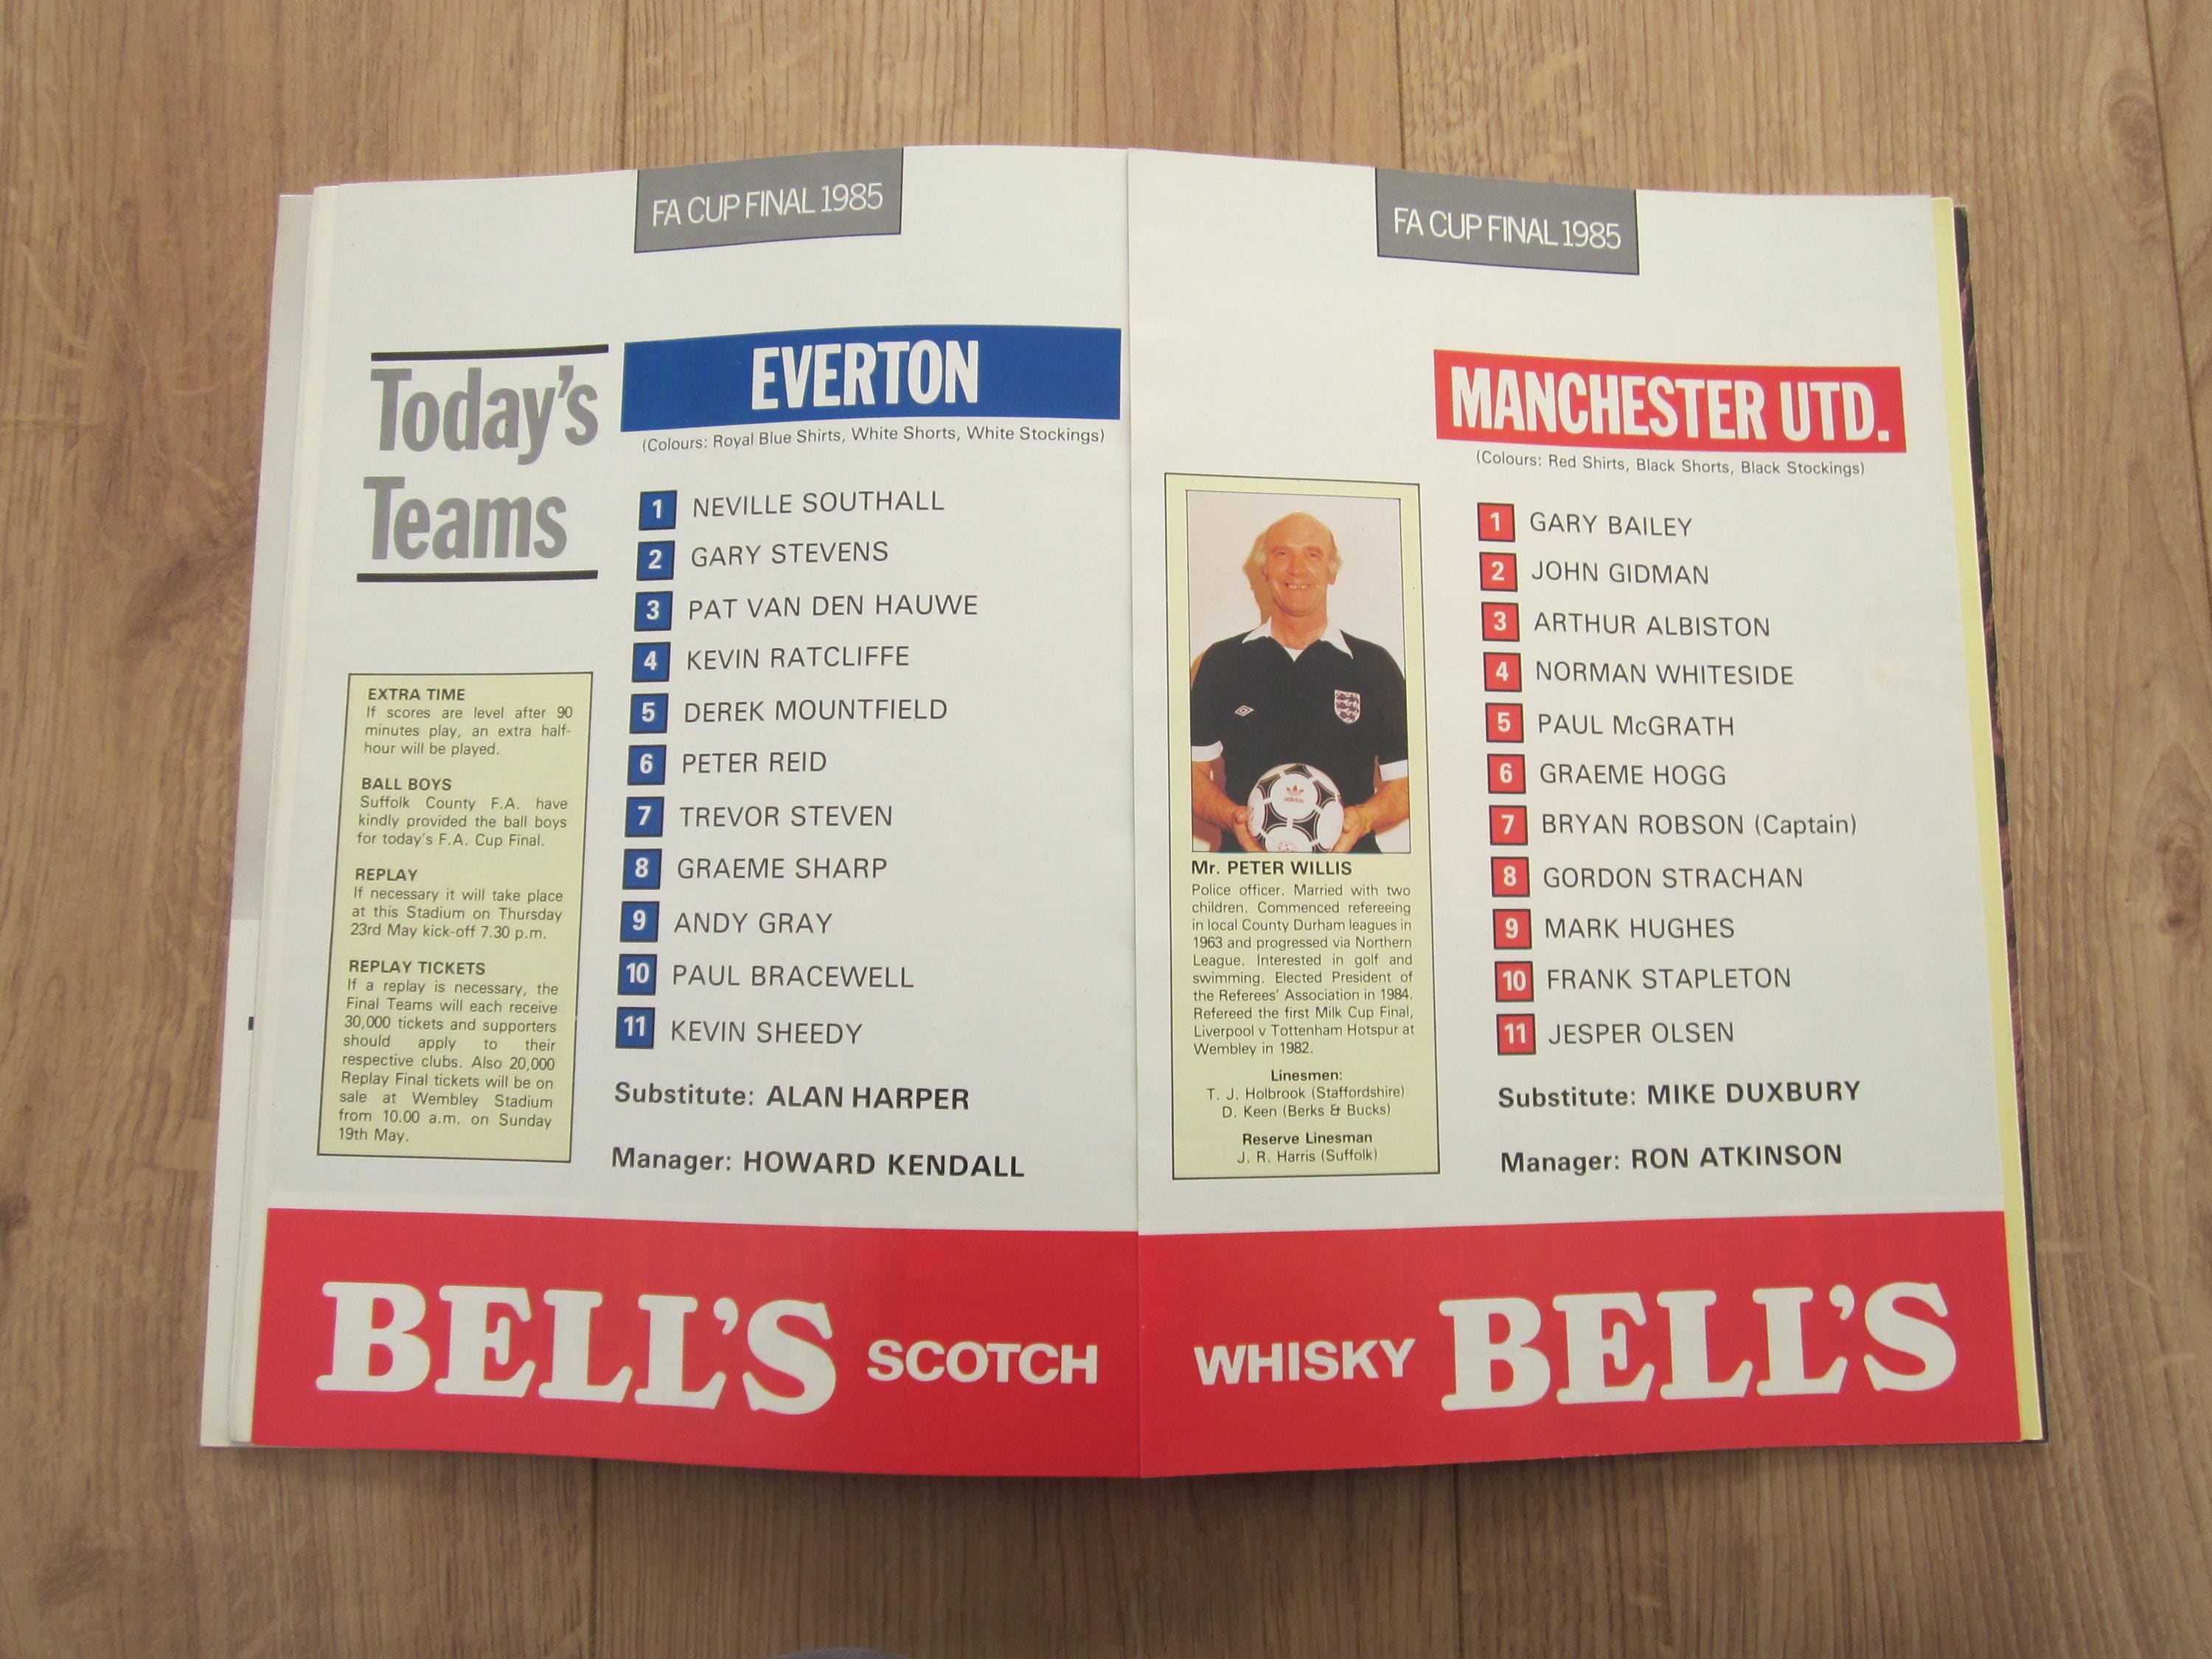 FA CUP FINAL 1985
Today's
Teams
EXTRA TIME
If scores are level after 90
minutes play, an extra half-
hour will be played.
BALL BOYS
Suffolk County F.A. have
kindly provided the ball boys
for today's F.A. Cup Final.
REPLAY
If necessary it will take place
at this Stadium on Thursday
23rd May kick-off 7.30 p.m.
REPLAY TICKETS
If a replay is necessary, the
Final Teams will each receive
30,000 tickets and supporters
should apply to their
respective clubs. Also 20,000
Replay Final tickets will be on
sale at Wembley Stadium
from 10.00 a.m. on Sunday
19th May.
EVERTON
(Colours: Royal Blue Shirts, White Shorts, White Stockings)
1 NEVILLE SOUTHALL
2 GARY STEVENS
3 PAT VAN DEN HAUWE
4 KEVIN RATCLIFFE
5 DEREK MOUNTFIELD
6 PETER REID
7 TREVOR STEVEN
8 GRAEME SHARP
9 ANDY GRAY
10 PAUL BRACEWELL
11 KEVIN SHEEDY
Substitute: ALAN HARPER
Manager: HOWARD KENDALL
BELL'S SCOTCH
FA CUP FINAL 1985
adidas
Mr. PETER WILLIS
Police officer. Married with two
children. Commenced refereeing
in local County Durham leagues in
1963 and progressed via Northern
League. Interested in golf and
swimming. Elected President of
the Referees' Association in 1984.
Refereed the first Milk Cup Final,
Liverpool v Tottenham Hotspur at
Wembley in 1982.
Linesmen:
T. J. Holbrook (Staffordshire)
D. Keen (Berks & Bucks)
Reserve Linesman
J. R. Harris (Suffolk)
MANCHESTER UTD.
(Colours: Red Shirts, Black Shorts, Black Stockings)
1 GARY BAILEY
2 JOHN GIDMAN
3 ARTHUR ALBISTON
4 NORMAN WHITESIDE
5 PAUL McGRATH
6 GRAEME HOGG
7 BRYAN ROBSON (Captain)
8 GORDON STRACHAN
9 MARK HUGHES
10 FRANK STAPLETON
11 JESPER OLSEN
Substitute: MIKE DUXBURY
Manager: RON ATKINSON
WHISKY BELL'S